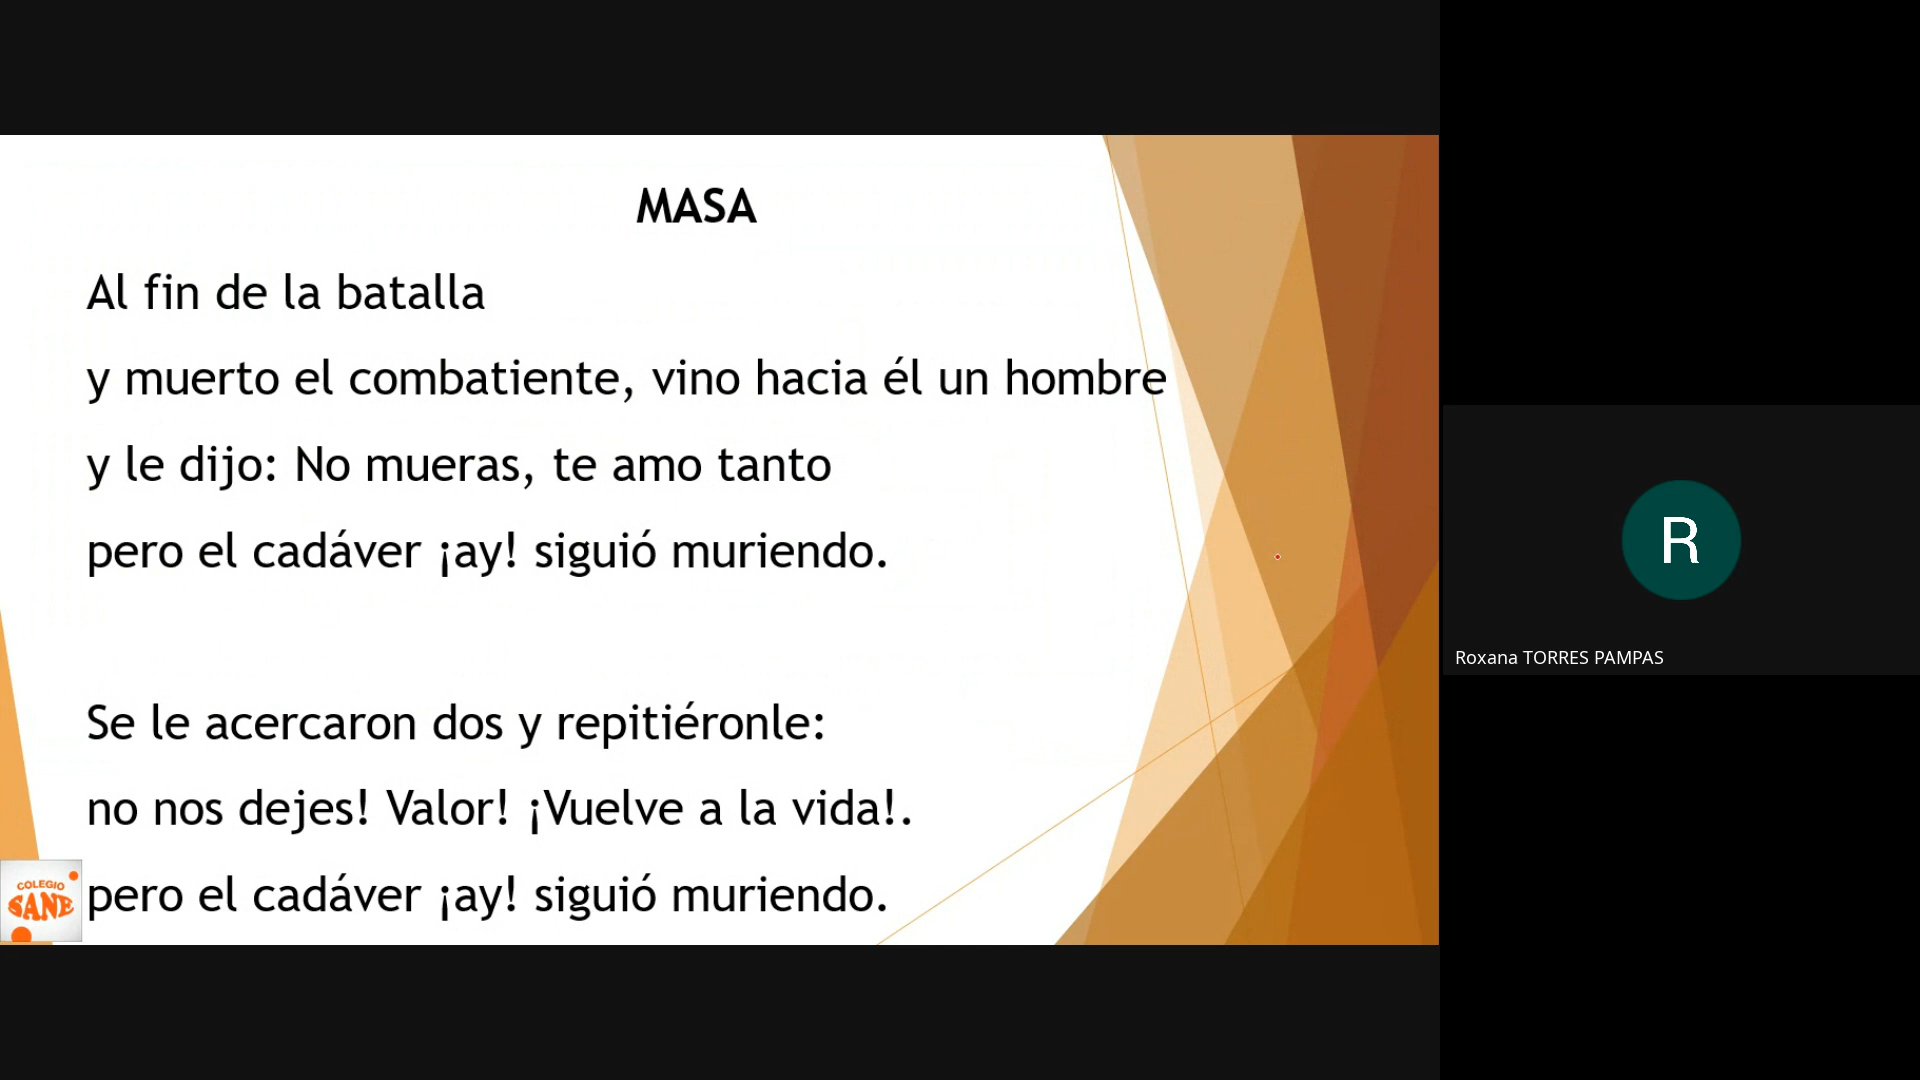 MASA
Al fin de la batalla
y muerto el combatiente, vino hacia él un hombre
y le dijo: No mueras, te amo tanto
pero el cadáver ¡ay! siguió muriendo.
Se le acercaron dos y repitiéronle:
no nos dejes! Valor! ¡Vuelve a la vida!.
pero el cadáver ¡ay! siguió muriendo.
COLEGIO
SANE
R
Roxana TORRES PAMPAS